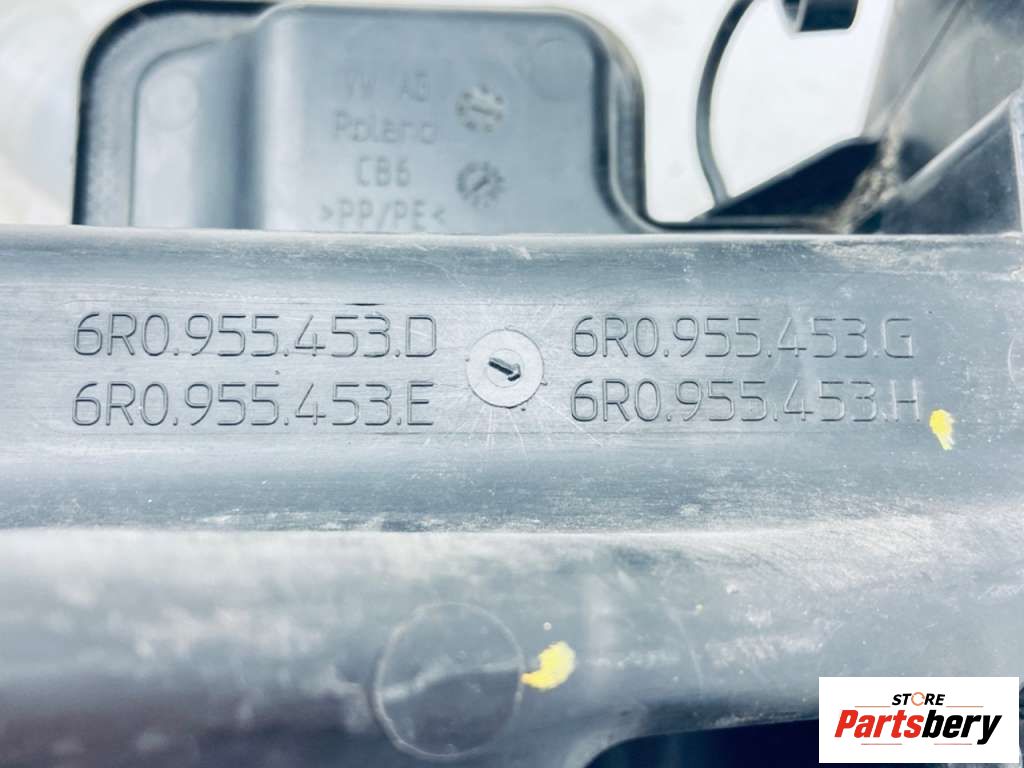 VW AG
Poland
CB6
>PP/PE<
6R0.955.453.D
6R0.955.453.E
6R0.955.453.G
6R0.955.453.H
STORE
Partsbery